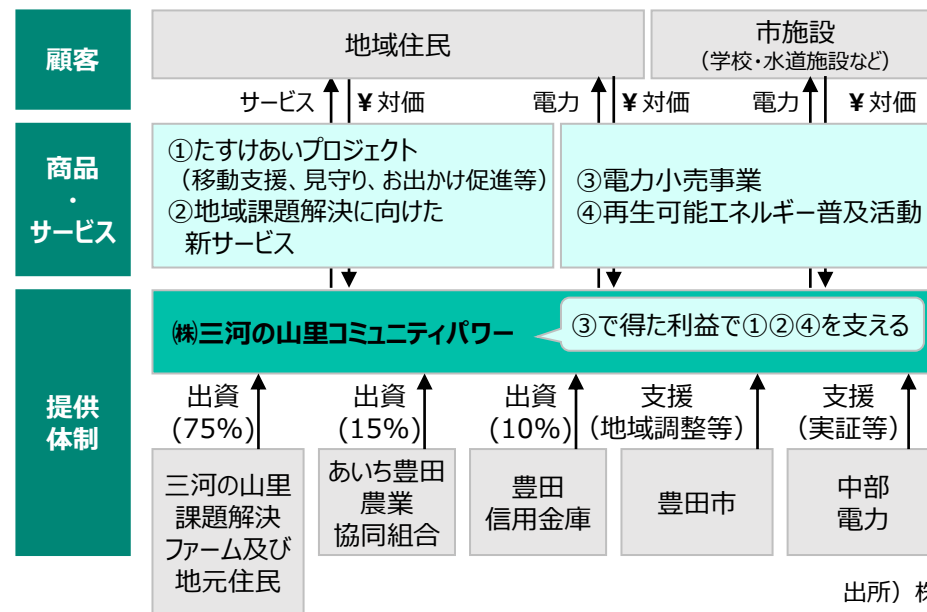 顧客
地域住民
市施設
（学校・水道施設など）
サービス
¥対価
電力
¥対価
電力
¥対価
商品
・
サービス
①たすけあいプロジェクト
（移動支援、見守り、お出かけ促進等）
②地域課題解決に向けた
新サービス
③電力小売事業
④再生可能エネルギー普及活動
提供
体制
㈱三河の山里コミュニティパワー
③で得た利益で①②④を支える
出資
(75%)
出資
(15%)
出資
(10%)
支援
（地域調整等）
支援
（実証等）
三河の山里
課題解決
ファーム及び
地元住民
あいち豊田
農業
協同組合
豊田
信用金庫
豊田市
中部
電力
出所）株